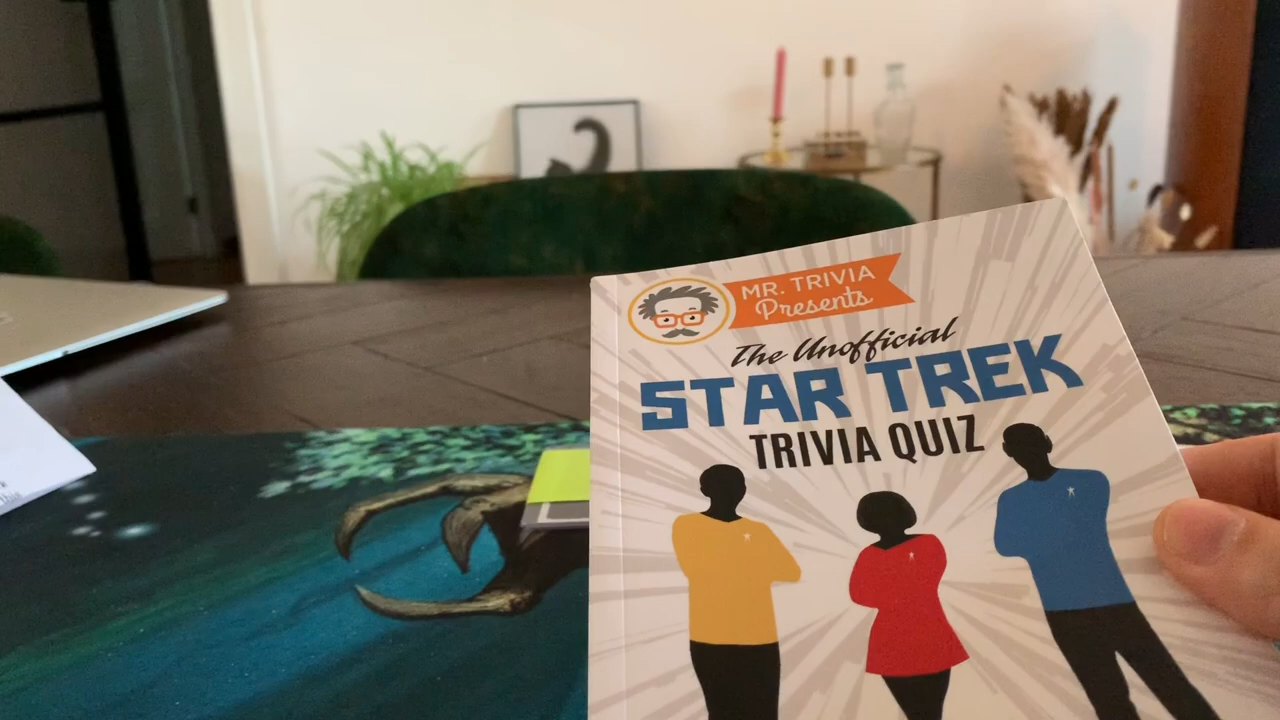 MR. TRIVIA
Presents
The Unofficial
STAR TREK
TRIVIA QUIZ